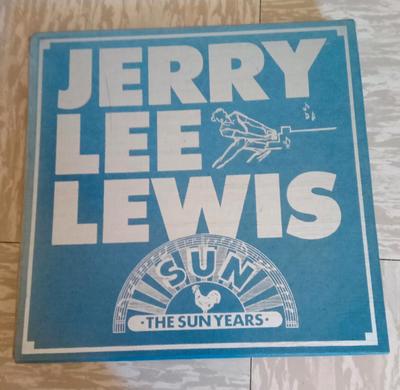 JERRY
LEE
LEWIS
SUN
· THE SUN YEARS ·